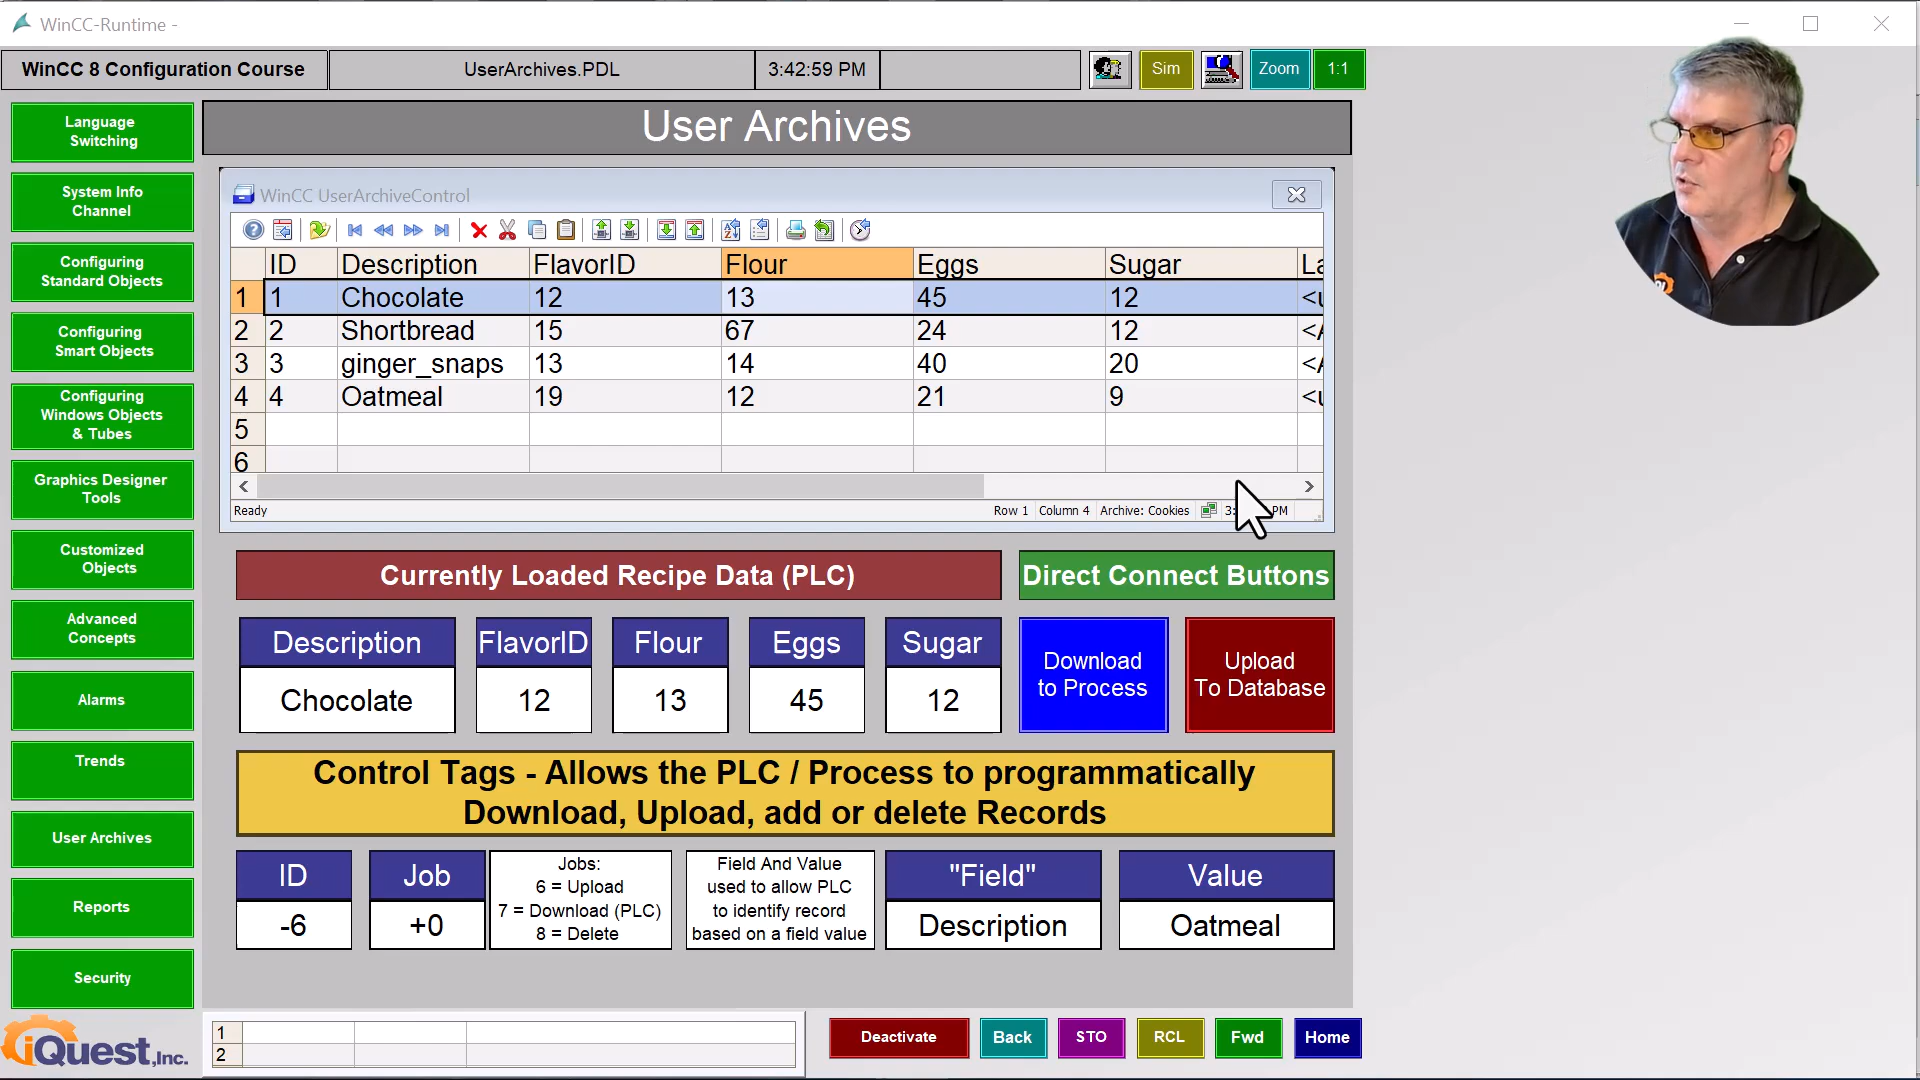 WinCC-Runtime -
WinCC 8 Configuration Course
UserArchives.PDL
3:42:59 PM
Sim
Zoom
1:1
Language
Switching
System Info
Channel
Configuring
Standard Objects
Configuring
Smart Objects
Configuring
Windows Objects
& Tubes
Graphics Designer
Tools
Customized
Objects
Advanced
Concepts
Alarms
Trends
User Archives
Reports
Security
iQuest,Inc.
User Archives
WinCC UserArchiveControl
ID Description FlavorID Flour Eggs Sugar La
1 1 Chocolate 12 13 45 12 <u
2 2 Shortbread 15 67 24 12
3 3 ginger_snaps 13 14 40 20
4 4 Oatmeal 19 12 21 9 <u
5
6
Ready Row 1 Column 4 Archive: Cookies PM
Currently Loaded Recipe Data (PLC)
Direct Connect Buttons
Description FlavorID Flour Eggs Sugar
Chocolate 12 13 45 12
Download
to Process
Upload
To Database
Control Tags - Allows the PLC / Process to programmatically
Download, Upload, add or delete Records
ID
-6
Job
+0
Jobs:
6 = Upload
7 = Download (PLC)
8 = Delete
Field And Value
used to allow PLC
to identify record
based on a field value
"Field"
Description
Value
Oatmeal
1
2
Deactivate
Back
STO
RCL
Fwd
Home